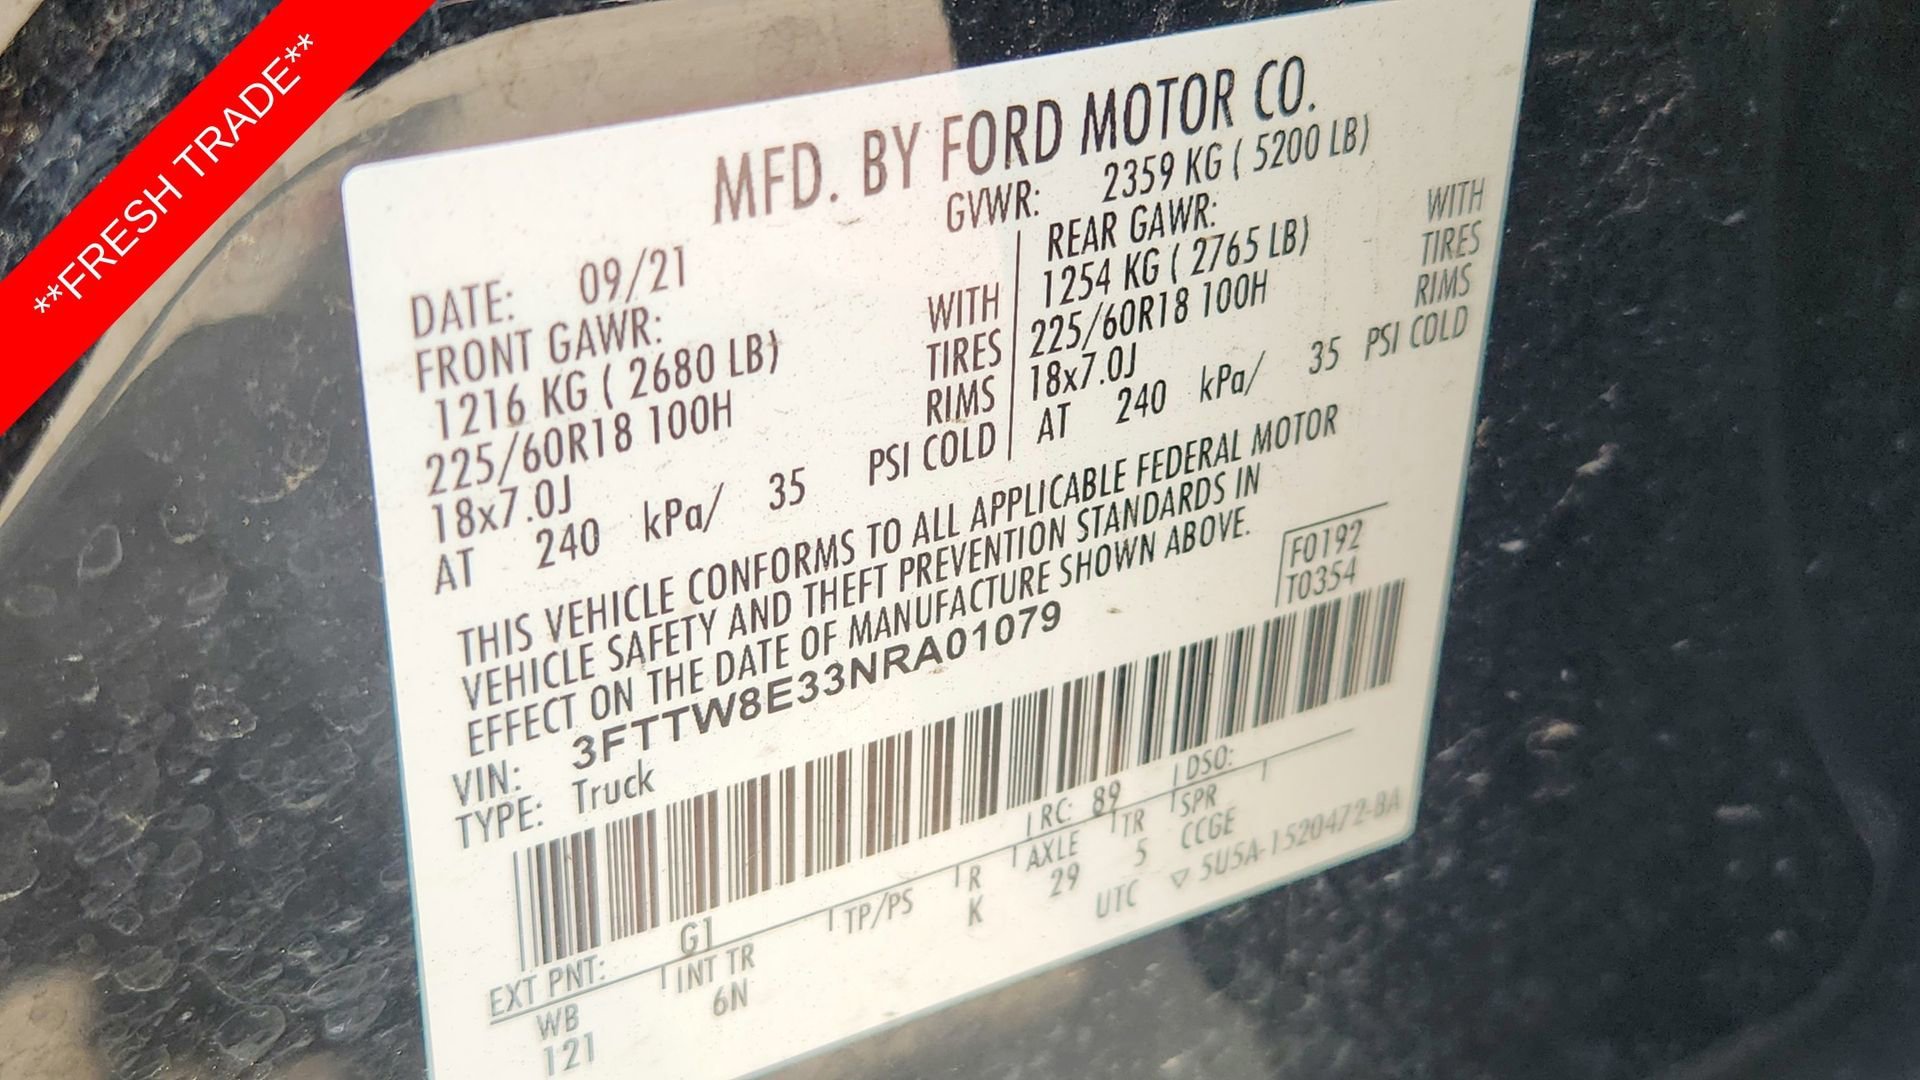 **FRESH TRADE**
MFD. BY FORD MOTOR CO.
GVWR: 2359 KG ( 5200 LB)
DATE: 09/21
FRONT GAWR:
1216 KG ( 2680 LB) WITH
225/60R18 100H TIRES
18x7.0J RIMS
AT 240 kPa/ 35 PSI COLD
REAR GAWR:
1254 KG ( 2765 LB) WITH
225/60R18 100H TIRES
18x7.0J RIMS
AT 240 kPa/ 35 PSI COLD
THIS VEHICLE CONFORMS TO ALL APPLICABLE FEDERAL MOTOR
VEHICLE SAFETY AND THEFT PREVENTION STANDARDS IN
EFFECT ON THE DATE OF MANUFACTURE SHOWN ABOVE.
F0192
T0354
VIN: 3FTTW8E33NRA01079
TYPE: Truck
EXT PNT: G1 RC: 89 DSO:
WB INT TR TP/PS R AXLE TR SPR
121 6N K 29 5 CCGE
UTC ▽ 5U5A-1520472-BA